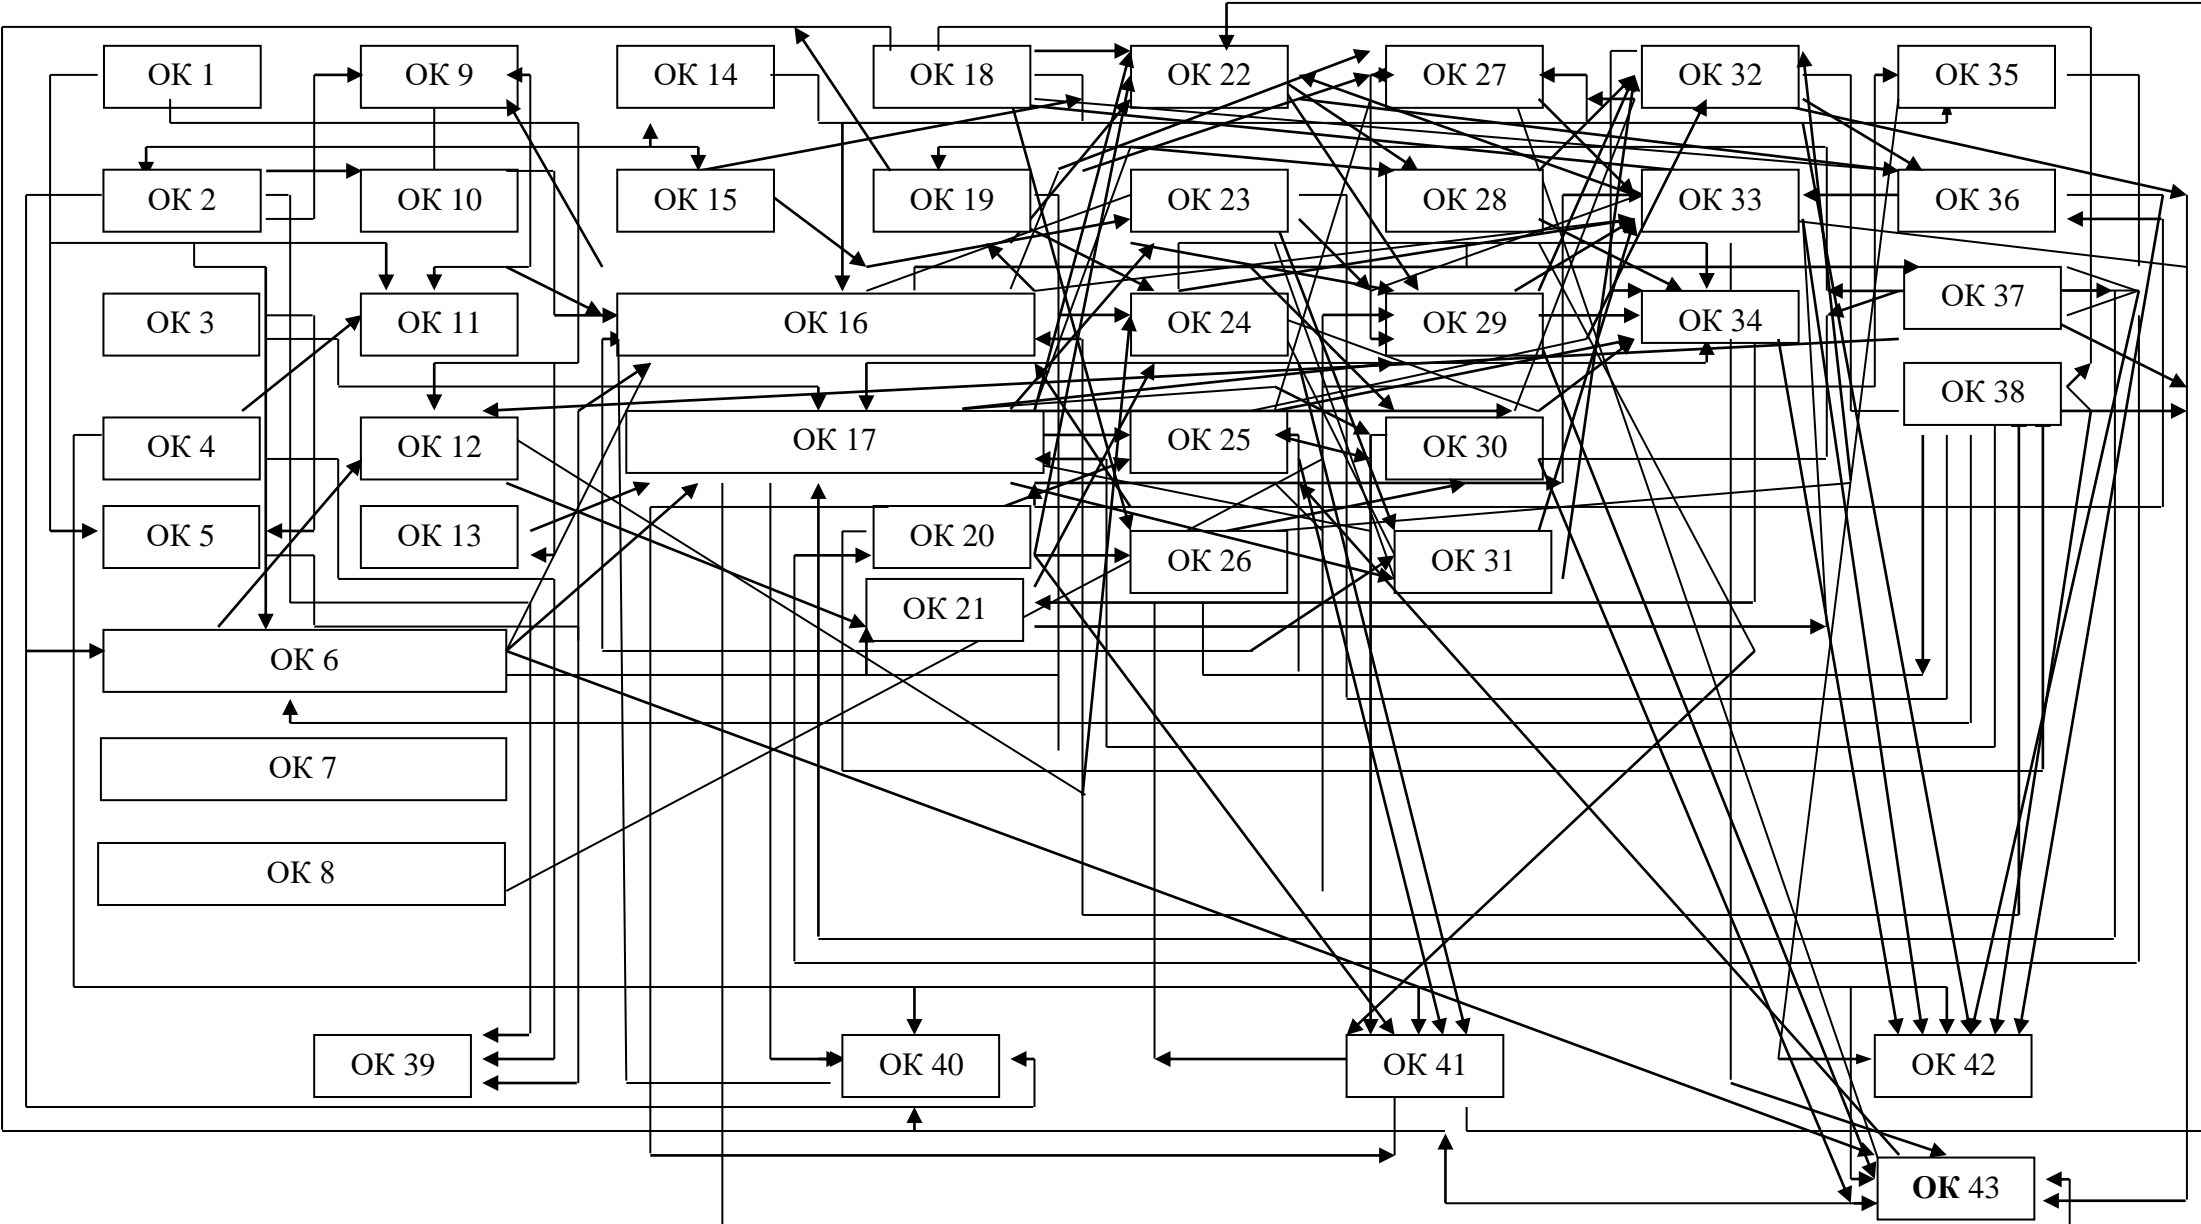 ОК 1
ОК 9
ОК 14
ОК 18
ОК 22
ОК 27
ОК 32
ОК 35
ОК 2
ОК 10
ОК 15
ОК 19
ОК 23
ОК 28
ОК 33
ОК 36
ОК 3
ОК 11
ОК 16
ОК 24
ОК 29
ОК 34
ОК 37
ОК 38
ОК 4
ОК 12
ОК 17
ОК 25
ОК 30
ОК 5
ОК 13
ОК 20
ОК 26
ОК 31
ОК 21
ОК 6
ОК 7
ОК 8
ОК 39
ОК 40
ОК 41
ОК 42
ОК 43